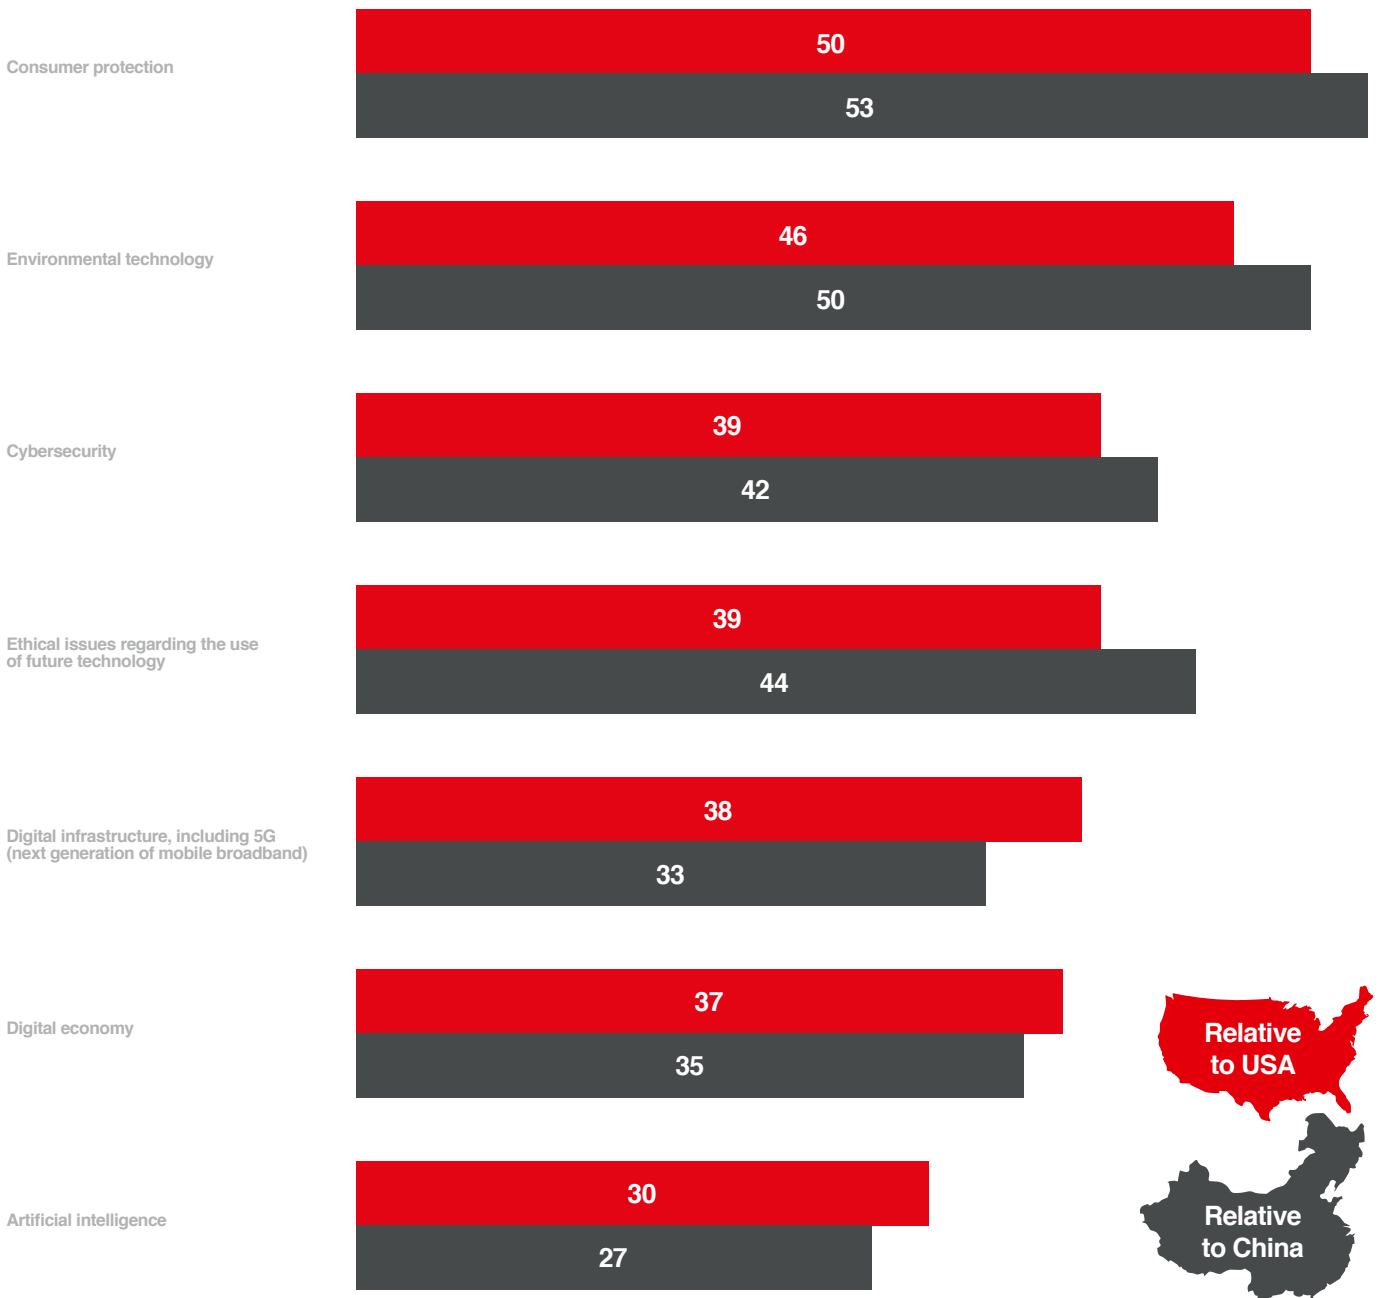 Consumer protection
50
53
Environmental technology
46
50
Cybersecurity
39
42
Ethical issues regarding the use
of future technology
39
44
Digital infrastructure, including 5G
(next generation of mobile broadband)
38
33
Digital economy
37
35
Relative
to USA
Artificial intelligence
30
27
Relative
to China